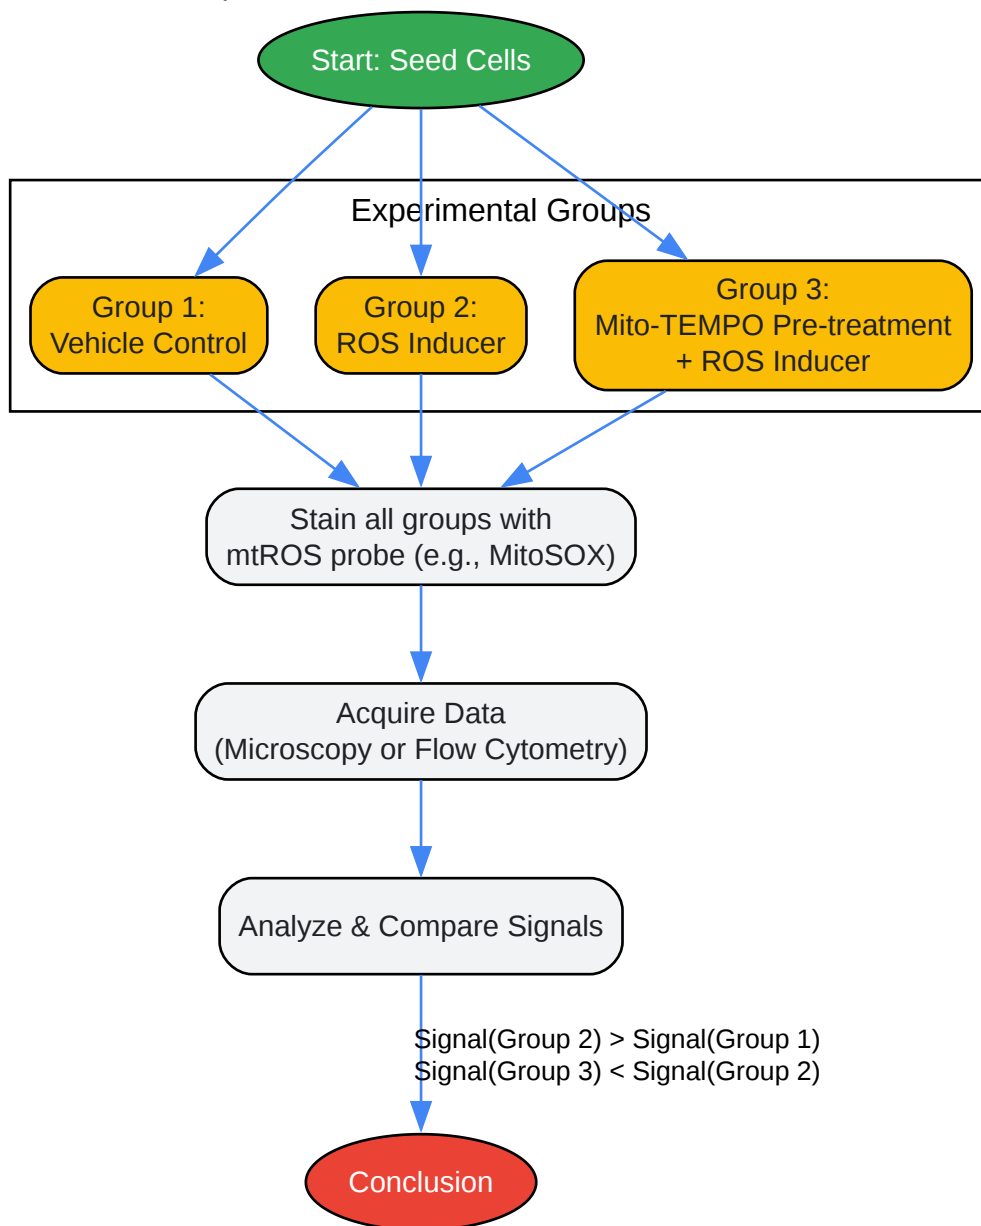 Start: Seed Cells
Experimental Groups
Group 1:
Vehicle Control
Group 2:
ROS Inducer
Group 3:
Mito-TEMPO Pre-treatment
+ ROS Inducer
Stain all groups with
mtROS probe (e.g., MitoSOX)
Acquire Data
(Microscopy or Flow Cytometry)
Analyze & Compare Signals
Signal(Group 2) > Signal(Group 1)
Signal(Group 3) < Signal(Group 2)
Conclusion